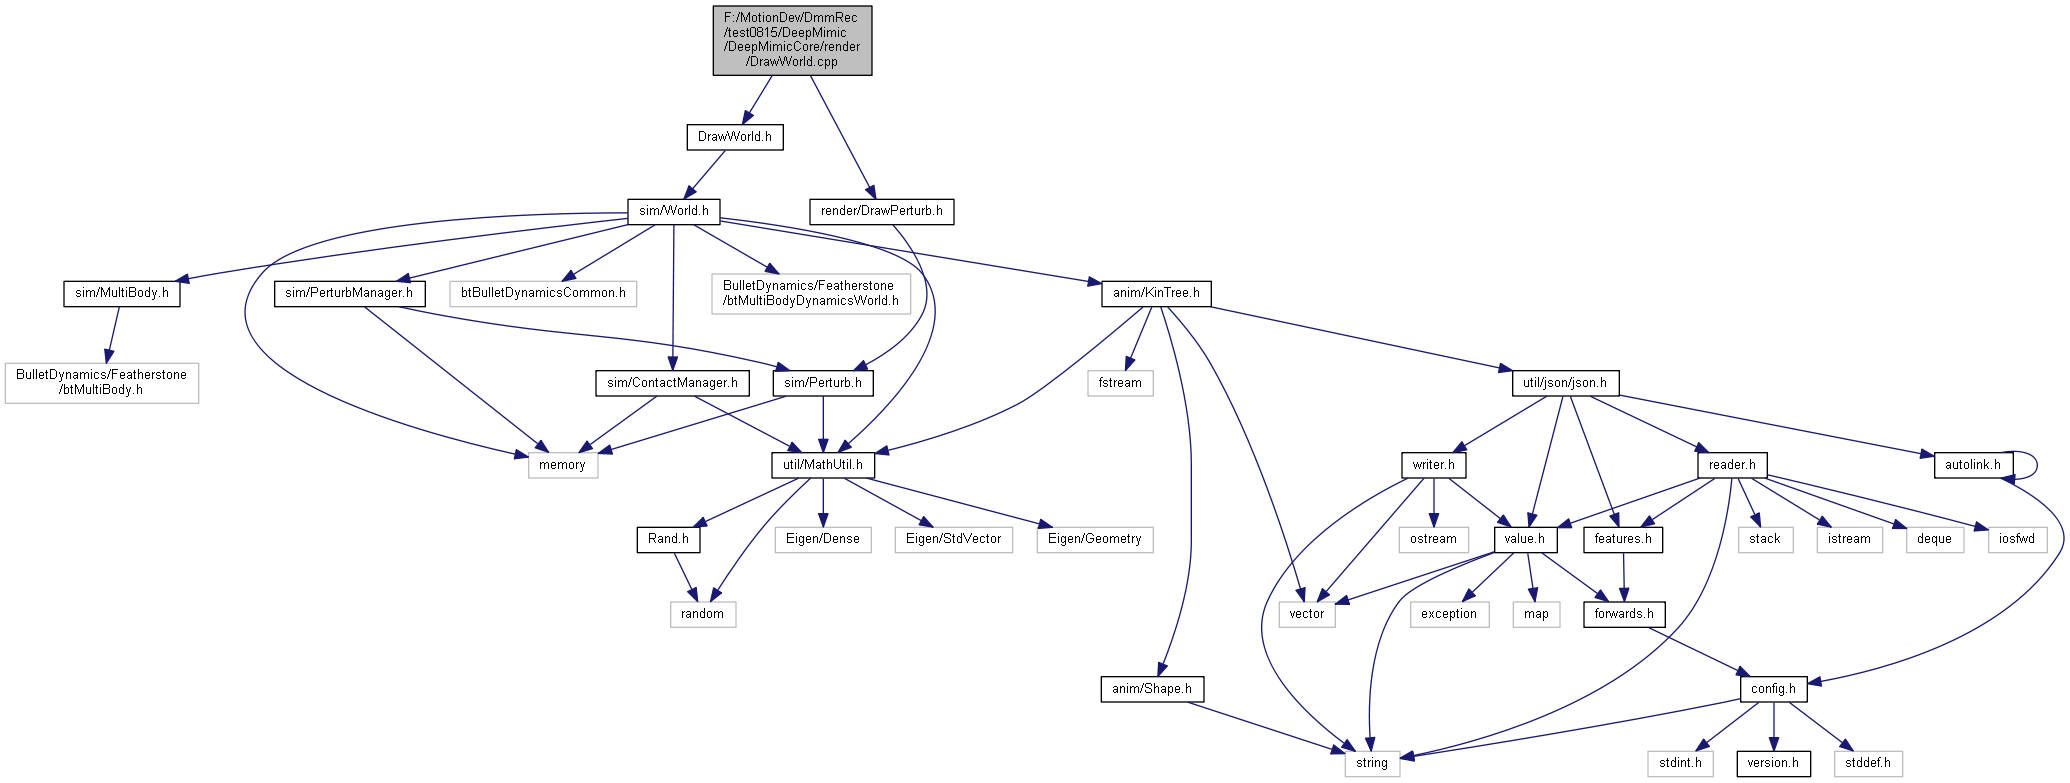 F:/MotionDev/DmmRec
/test0815/DeepMimic
/DeepMimicCore/render
/DrawWorld.cpp
DrawWorld.h
sim/World.h
render/DrawPerturb.h
sim/MultiBody.h
sim/PerturbManager.h
btBulletDynamicsCommon.h
BulletDynamics/Featherstone
/btMultiBodyDynamicsWorld.h
anim/KinTree.h
BulletDynamics/Featherstone
/btMultiBody.h
sim/ContactManager.h
sim/Perturb.h
fstream
util/json/json.h
memory
util/MathUtil.h
writer.h
reader.h
autolink.h
Rand.h
Eigen/Dense
Eigen/StdVector
Eigen/Geometry
ostream
value.h
features.h
stack
istream
deque
iosfwd
random
vector
exception
map
forwards.h
anim/Shape.h
config.h
string
stdint.h
version.h
stddef.h